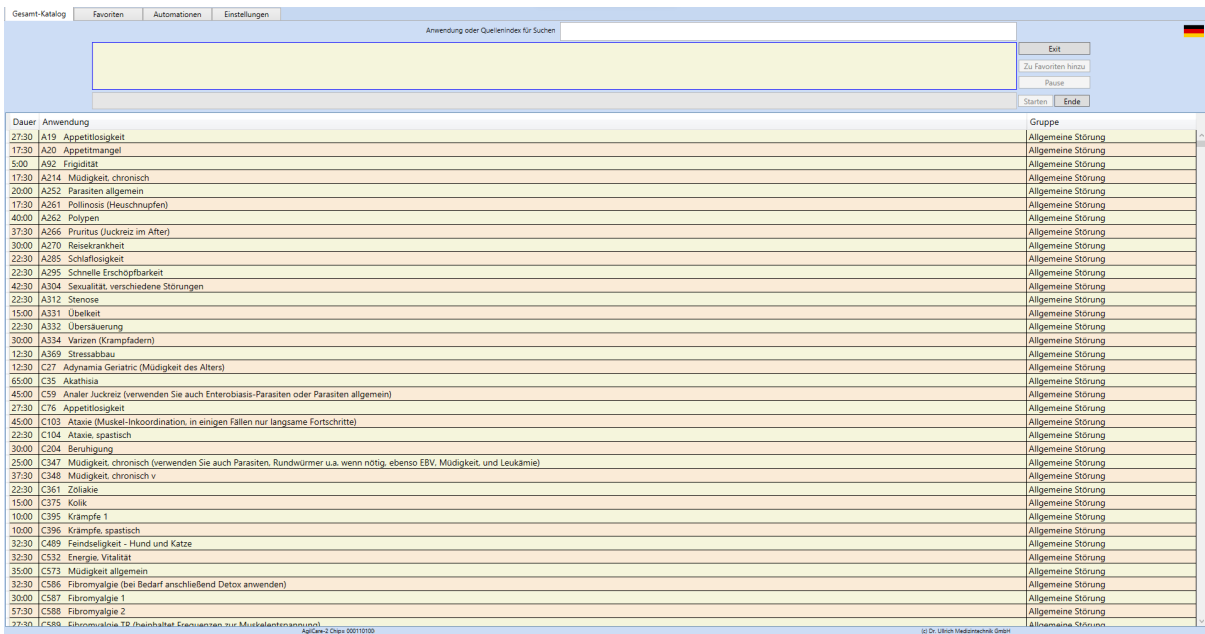 Gesamt-Katalog Favoriten Automationen Einstellungen
Anwendung oder Quellenindex für Suchen
Exit
Zu Favoriten hinzu
Pause
Starten Ende
Dauer Anwendung Gruppe
27:30 A19 Appetitlosigkeit Allgemeine Störung
17:30 A20 Appetitmangel Allgemeine Störung
5:00 A92 Frigidität Allgemeine Störung
17:30 A214 Müdigkeit, chronisch Allgemeine Störung
20:00 A252 Parasiten allgemein Allgemeine Störung
17:30 A261 Pollinosis (Heuschnupfen) Allgemeine Störung
40:00 A262 Polypen Allgemeine Störung
37:30 A266 Pruritus (Juckreiz im After) Allgemeine Störung
30:00 A270 Reisekrankheit Allgemeine Störung
22:30 A285 Schlaflosigkeit Allgemeine Störung
22:30 A295 Schnelle Erschöpfbarkeit Allgemeine Störung
42:30 A304 Sexualität, verschiedene Störungen Allgemeine Störung
22:30 A312 Stenose Allgemeine Störung
15:00 A331 Übelkeit Allgemeine Störung
22:30 A332 Übersäuerung Allgemeine Störung
30:00 A334 Varizen (Krampfadern) Allgemeine Störung
12:30 A369 Stressabbau Allgemeine Störung
12:30 C27 Adynamia Geriatric (Müdigkeit des Alters) Allgemeine Störung
65:00 C35 Akathisia Allgemeine Störung
45:00 C59 Analer Juckreiz (verwenden Sie auch Enterobiasis-Parasiten oder Parasiten allgemein) Allgemeine Störung
27:30 C76 Appetitlosigkeit Allgemeine Störung
45:00 C103 Ataxie (Muskel-Inkoordination, in einigen Fällen nur langsame Fortschritte) Allgemeine Störung
22:30 C104 Ataxie, spastisch Allgemeine Störung
30:00 C204 Beruhigung Allgemeine Störung
25:00 C347 Müdigkeit, chronisch (verwenden Sie auch Parasiten, Rundwürmer u.a. wenn nötig, ebenso EBV, Müdigkeit, und Leukämie) Allgemeine Störung
37:30 C348 Müdigkeit, chronisch v Allgemeine Störung
22:30 C361 Zöliakie Allgemeine Störung
15:00 C375 Kolik Allgemeine Störung
10:00 C395 Krämpfe 1 Allgemeine Störung
10:00 C396 Krämpfe, spastisch Allgemeine Störung
32:30 C489 Feindseligkeit - Hund und Katze Allgemeine Störung
32:30 C532 Energie, Vitalität Allgemeine Störung
35:00 C573 Müdigkeit allgemein Allgemeine Störung
32:30 C586 Fibromyalgie (bei Bedarf anschließend Detox anwenden) Allgemeine Störung
30:00 C587 Fibromyalgie 1 Allgemeine Störung
57:30 C588 Fibromyalgie 2 Allgemeine Störung
27:30 C589 Fibromyalgie TR (beinhaltet Frequenzen zur Muskelentspannung) Allgemeine Störung
AgilCare-2 Chip= 000110100 (c) Dr. Ullrich Medizintechnik GmbH